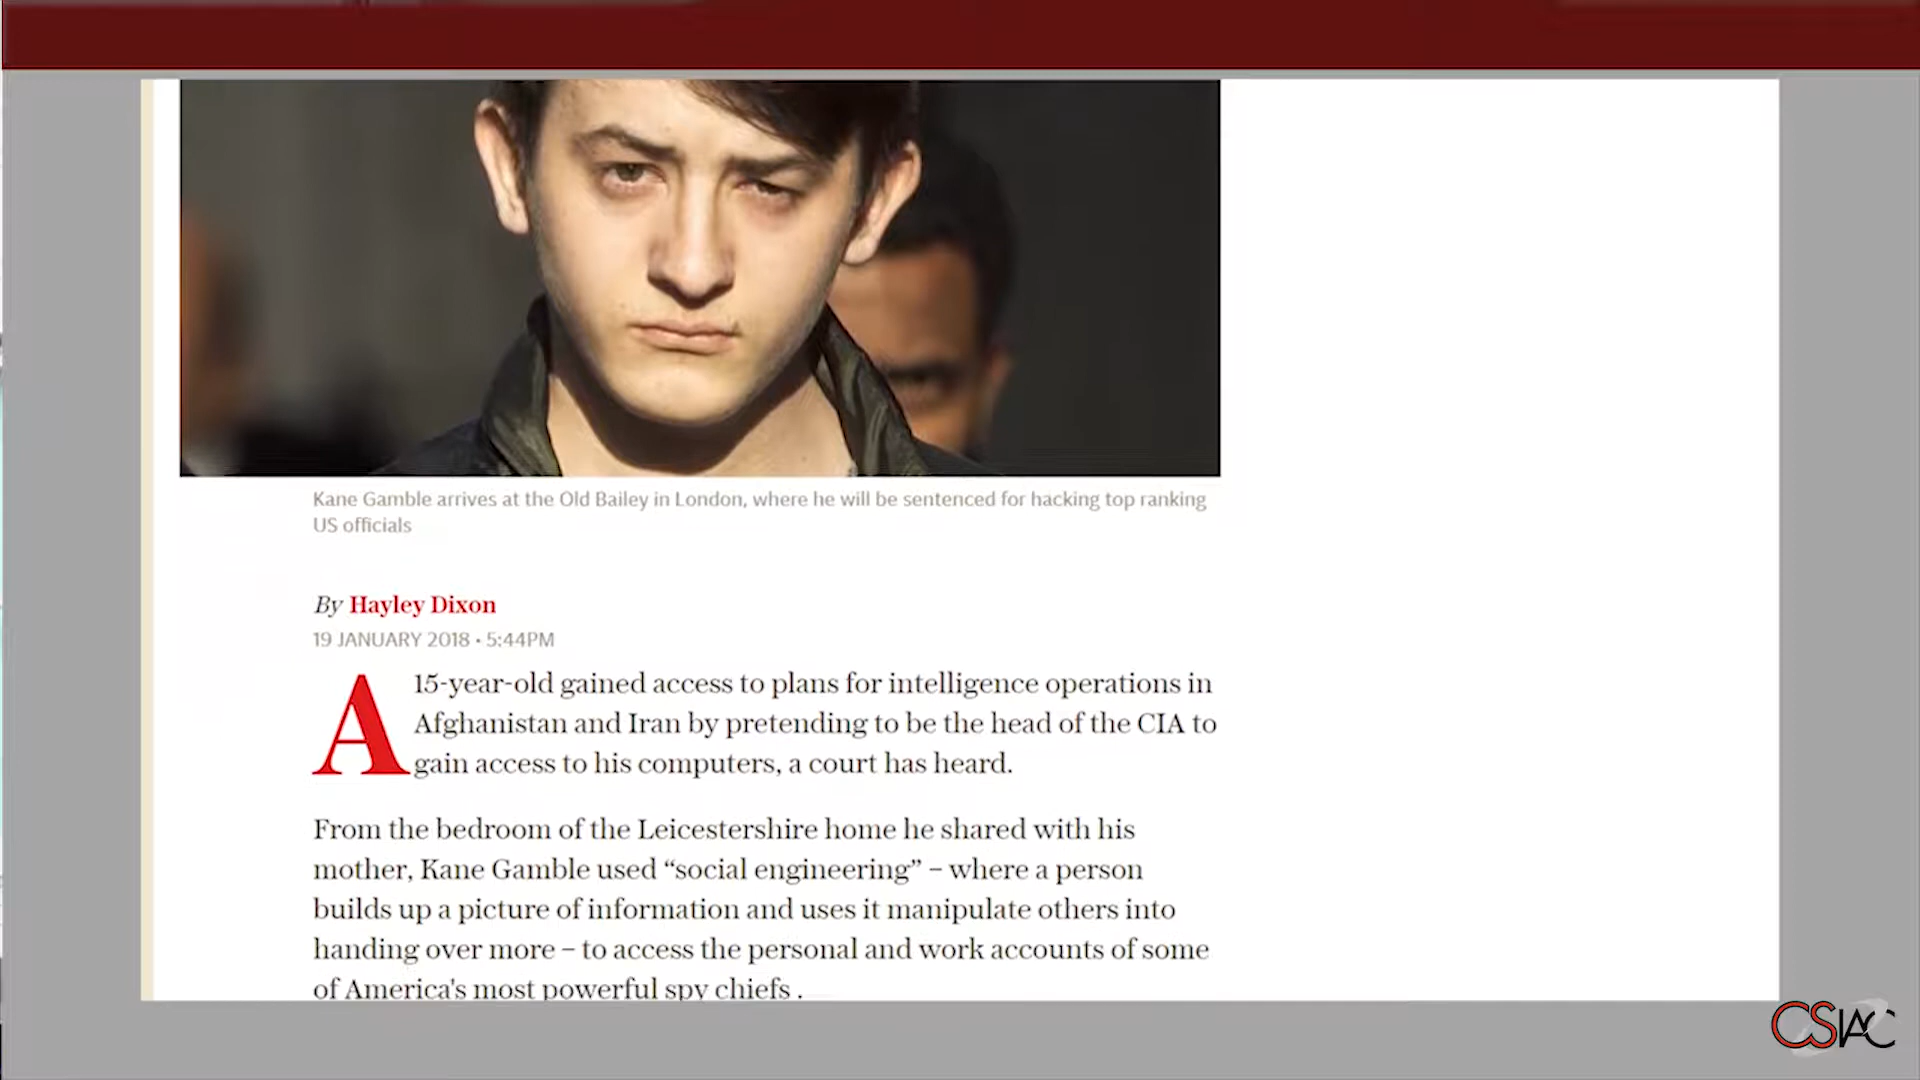 Kane Gamble arrives at the Old Bailey in London, where he will be sentenced for hacking top ranking
US officials
By Hayley Dixon
19 JANUARY 2018 • 5:44PM
A 15-year-old gained access to plans for intelligence operations in
Afghanistan and Iran by pretending to be the head of the CIA to
gain access to his computers, a court has heard.
From the bedroom of the Leicestershire home he shared with his
mother, Kane Gamble used “social engineering” – where a person
builds up a picture of information and uses it manipulate others into
handing over more – to access the personal and work accounts of some
of America's most powerful spy chiefs .
CSIAC